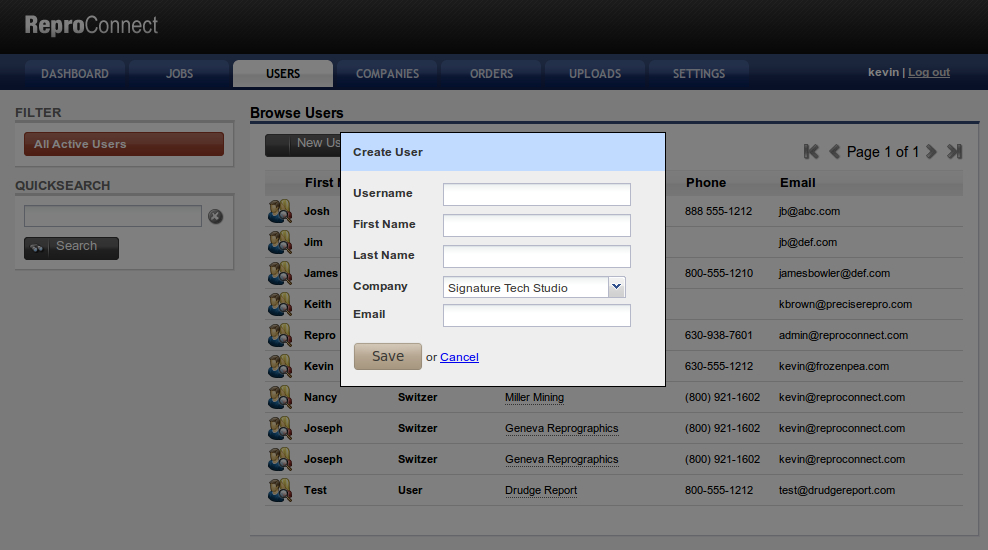 ReproConnect
DASHBOARD JOBS USERS COMPANIES ORDERS UPLOADS SETTINGS kevin | Log out
FILTER
All Active Users
QUICKSEARCH
Search
Browse Users
New Us
Page 1 of 1
First N Phone Email
Josh 888 555-1212 jb@abc.com
Jim jb@def.com
James 800-555-1210 jamesbowler@def.com
Keith kbrown@preciserepro.com
Repro 630-938-7601 admin@reproconnect.com
Kevin 630-555-1212 kevin@frozenpea.com
Nancy Switzer Miller Mining (800) 921-1602 kevin@reproconnect.com
Joseph Switzer Geneva Reprographics (800) 921-1602 kevin@reproconnect.com
Joseph Switzer Geneva Reprographics (800) 921-1602 kevin@reproconnect.com
Test User Drudge Report 800-555-1212 test@drudgereport.com
Create User
Username
First Name
Last Name
Company Signature Tech Studio
Email
Save or Cancel